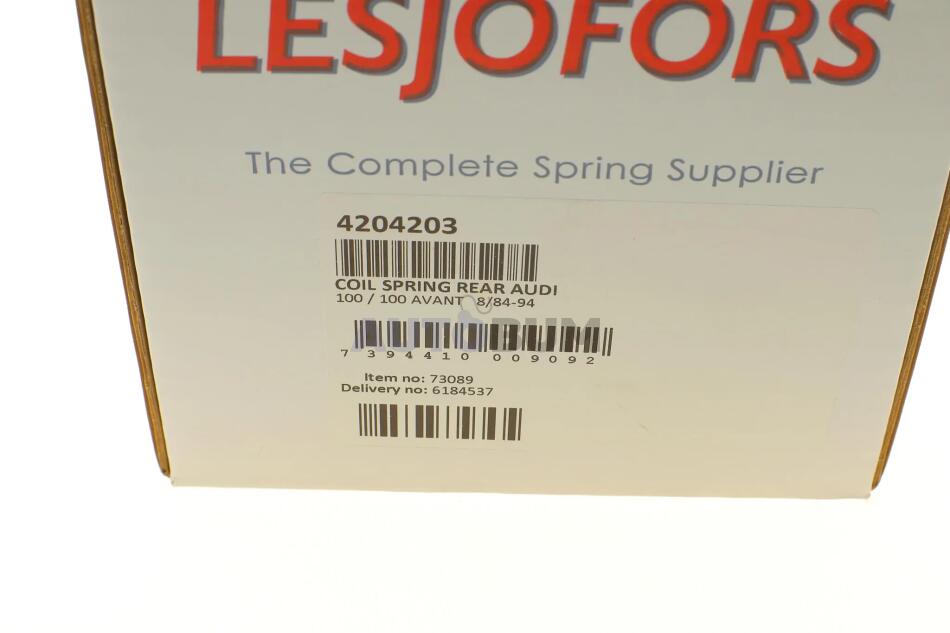 LESJOFORS
The Complete Spring Supplier
4204203
COIL SPRING REAR AUDI
100 / 100 AVANT 8/84-94
AUTOBUM
7 394410 009092
Item no: 73089
Delivery no: 6184537